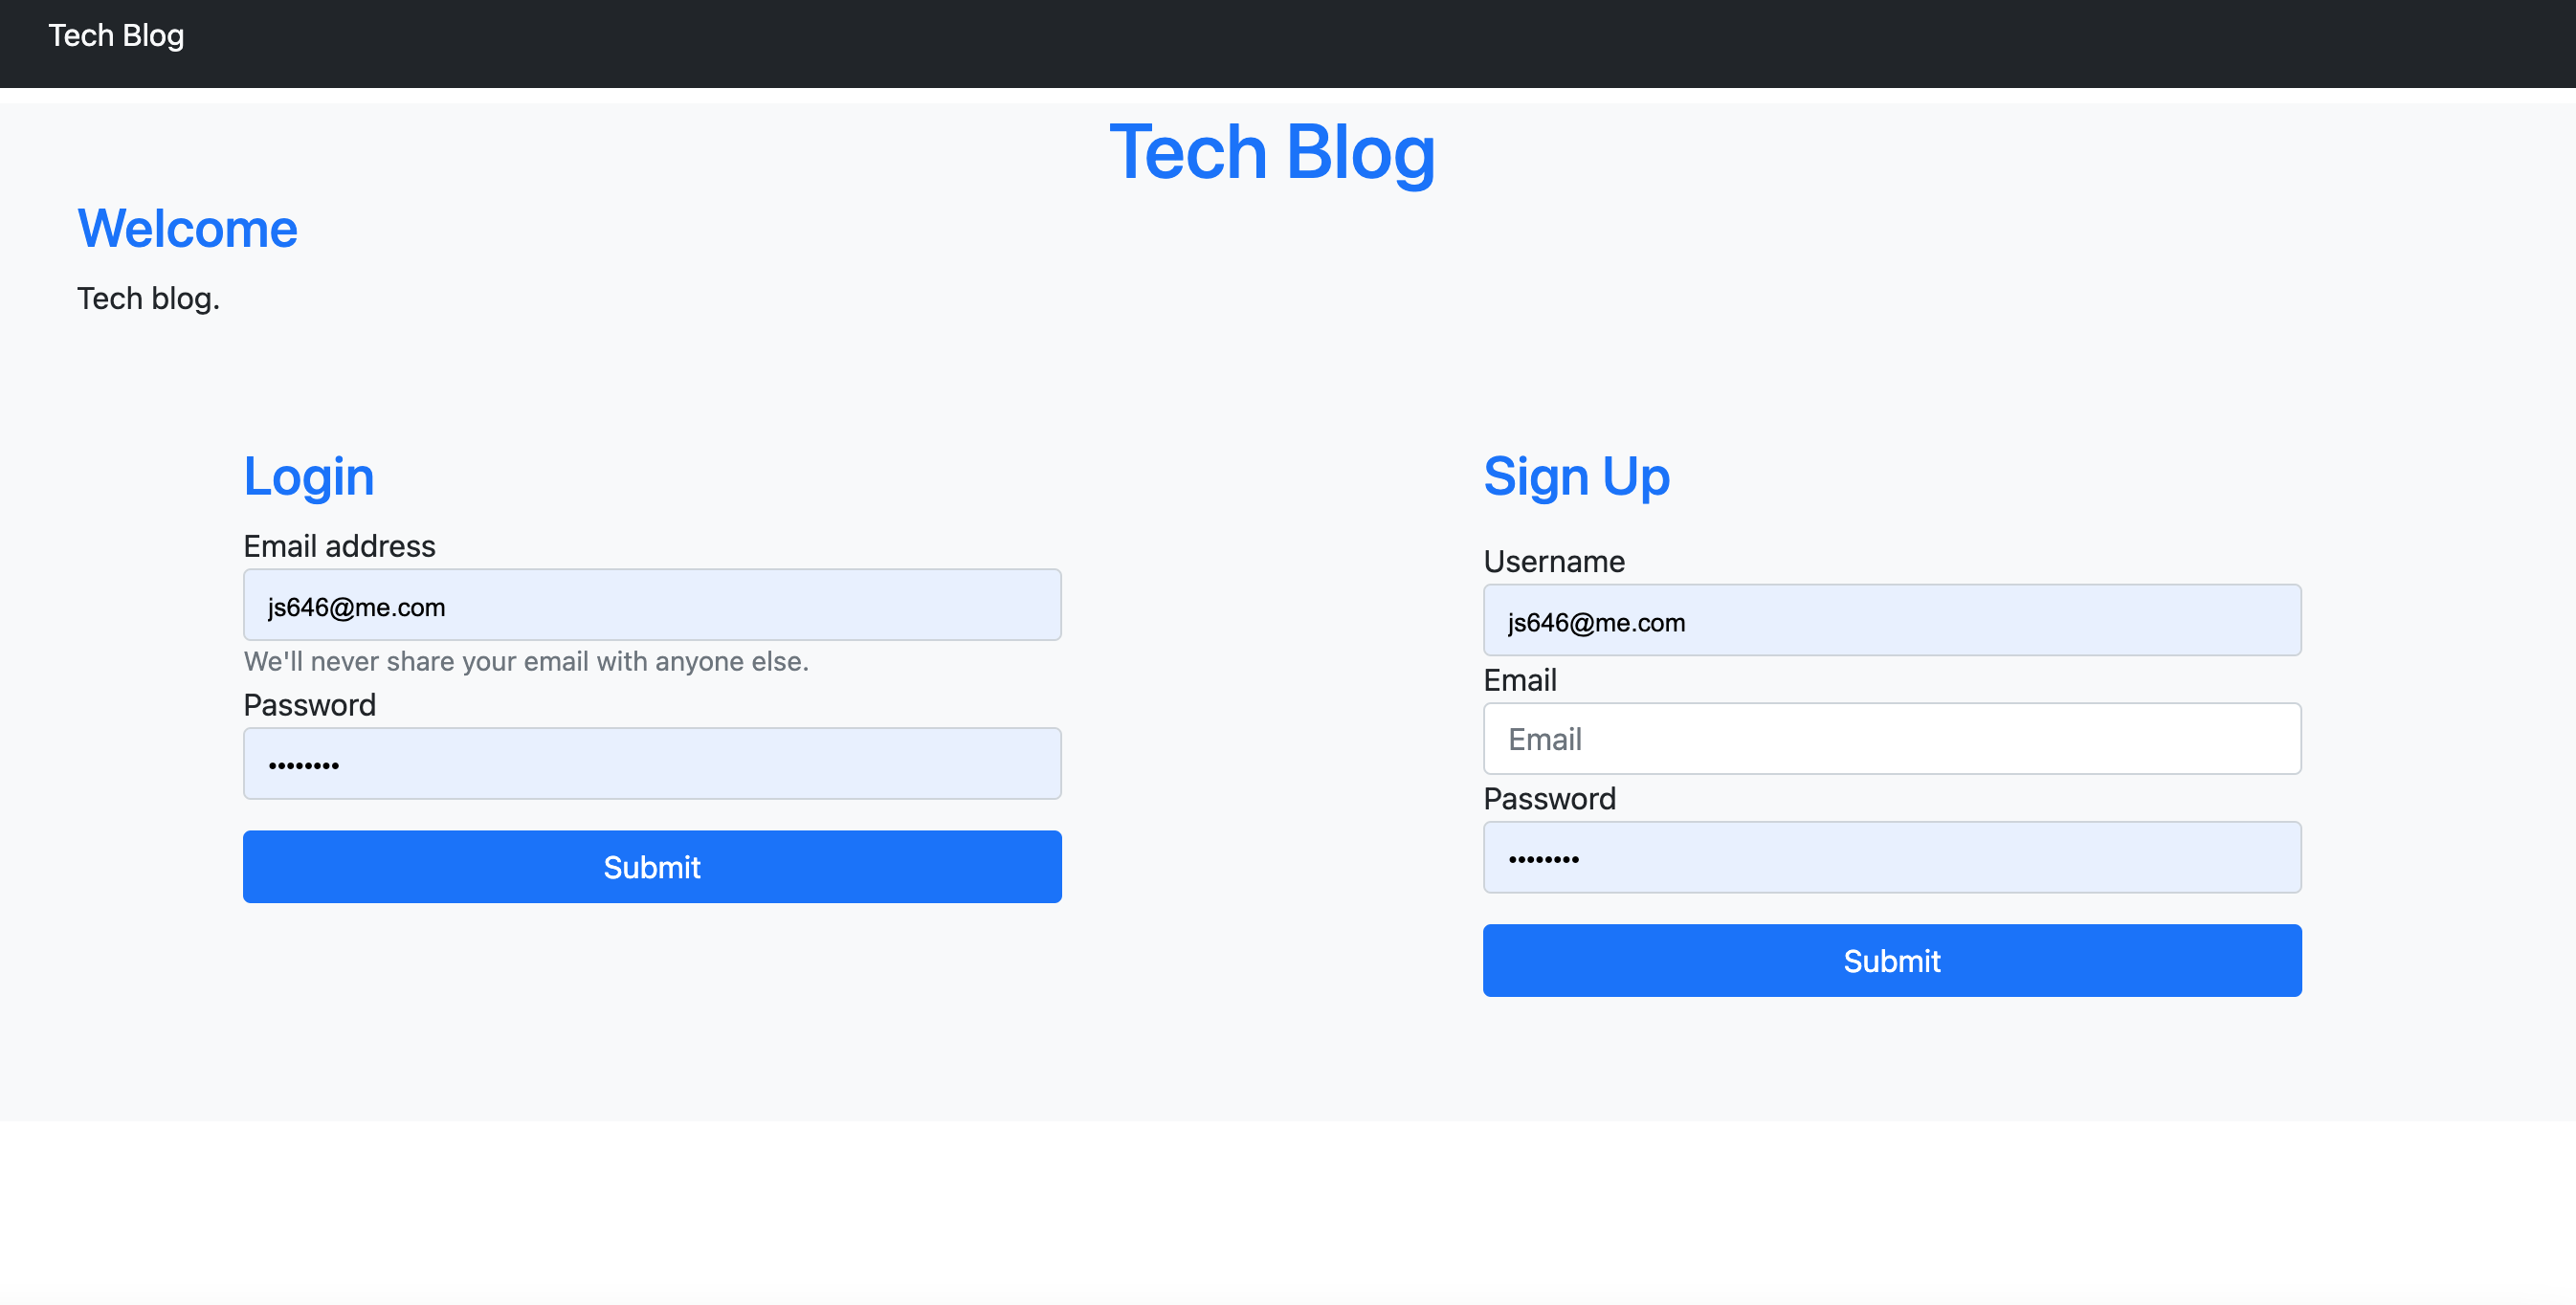 Tech Blog
Tech Blog
Welcome
Tech blog.
Login
Email address
js646@me.com
We'll never share your email with anyone else.
Password
••••••••
Submit
Sign Up
Username
js646@me.com
Email
Email
Password
••••••••
Submit